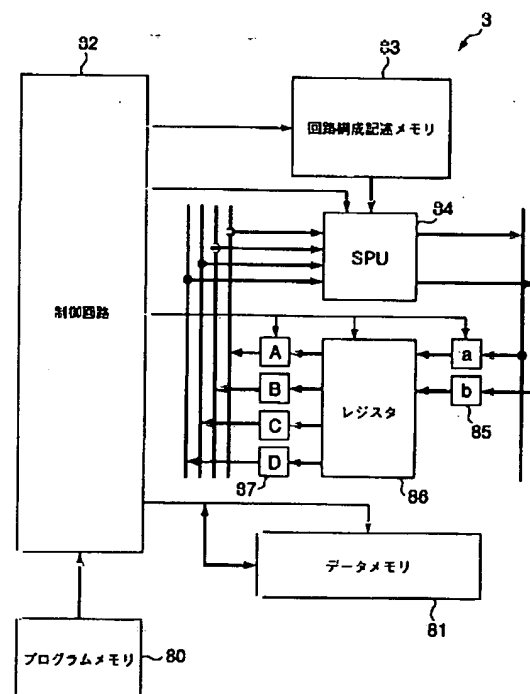 3
82
83
回路構成記述メモリ
84
SPU
制御回路
A
a
B
レジスタ
b
C
85
D
87
86
データメモリ
81
プログラムメモリ
80